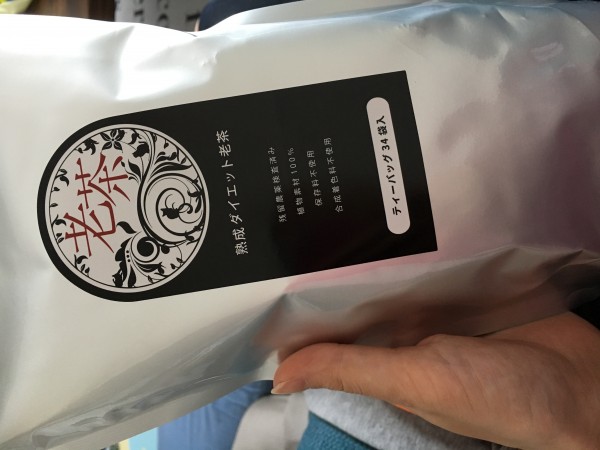 老茶
熟成ダイエット老茶
残留農薬検査済み
植物素材100%
保存料不使用
合成着色料不使用
ティーバッグ 34 袋入